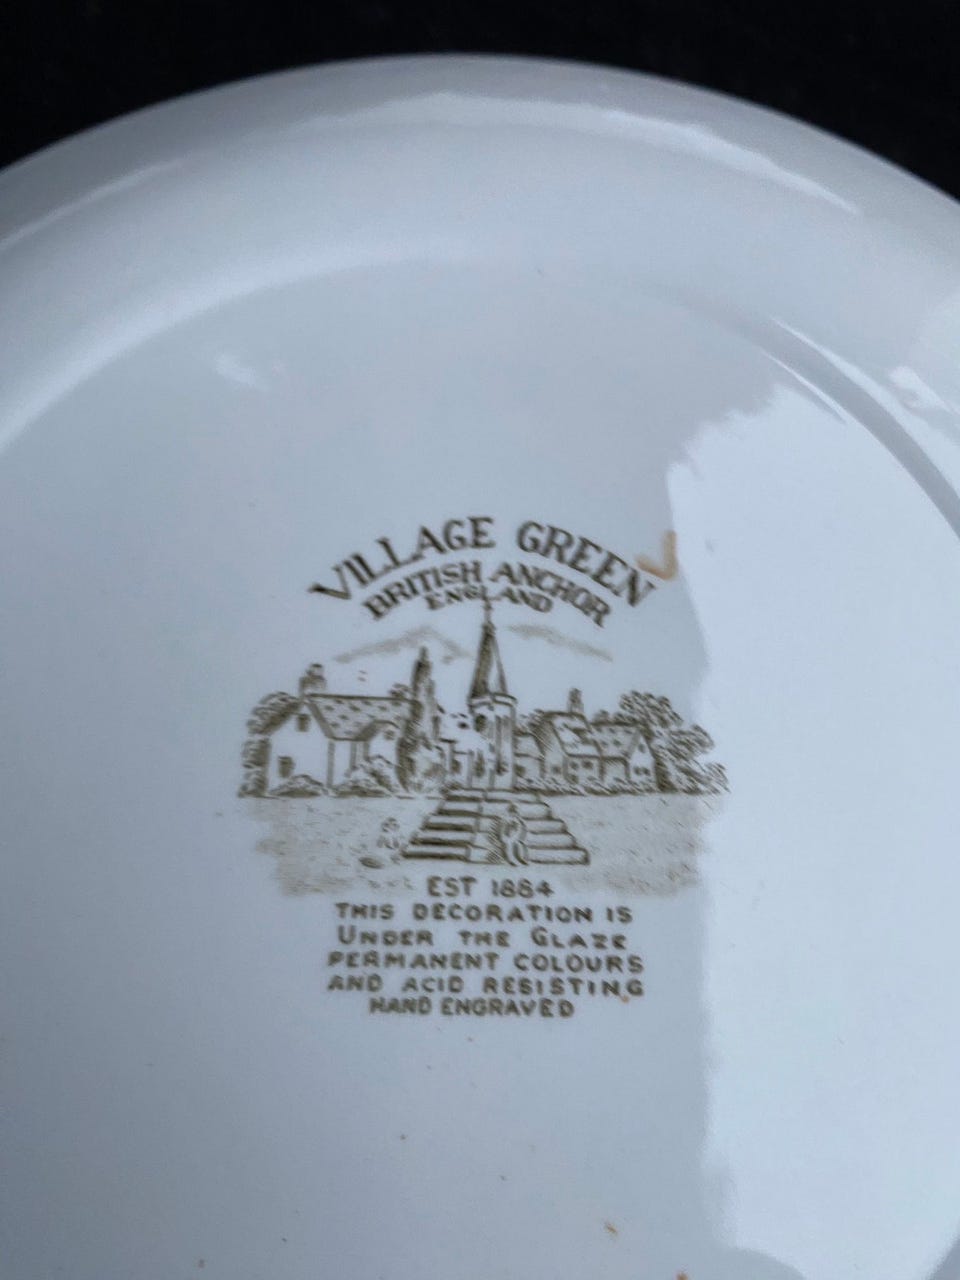 VILLAGE GREEN
BRITISH ANCHOR
ENGLAND
EST 1884
THIS DECORATION IS
UNDER THE GLAZE
PERMANENT COLOURS
AND ACID RESISTING
HAND ENGRAVED